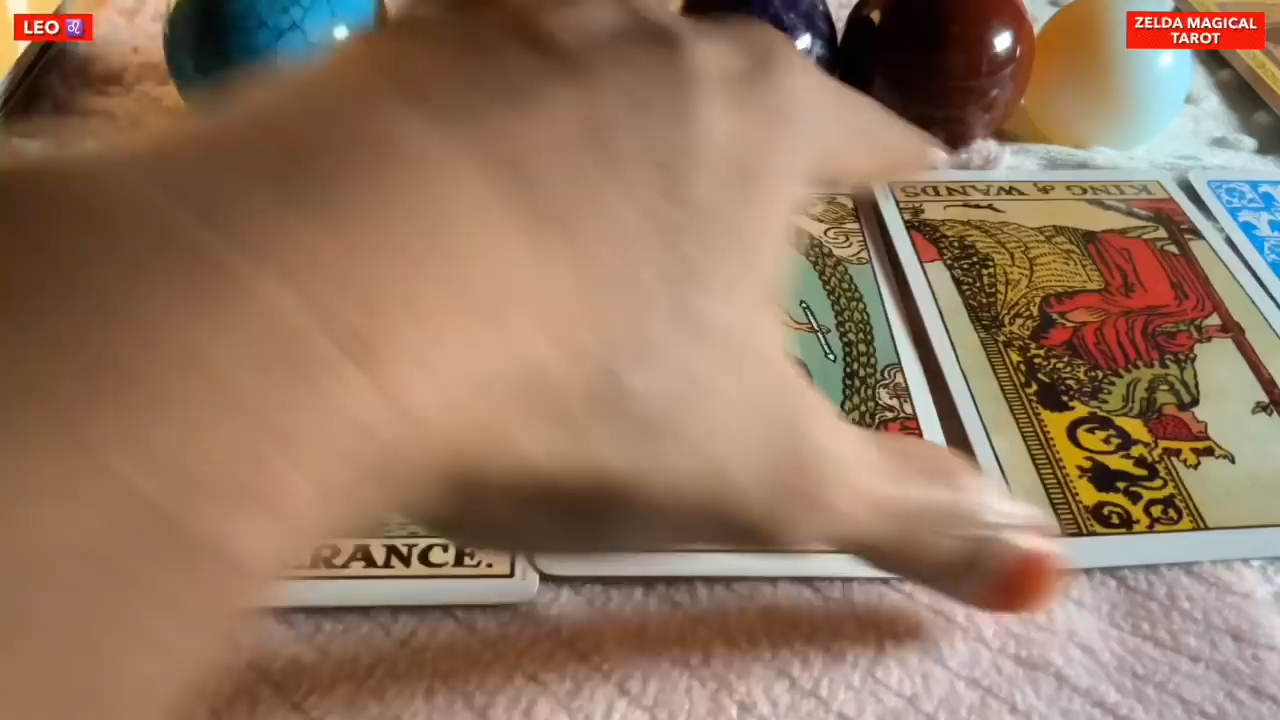 LEO ♌
ZELDA MAGICAL
TAROT
KING of WANDS
RANCE.